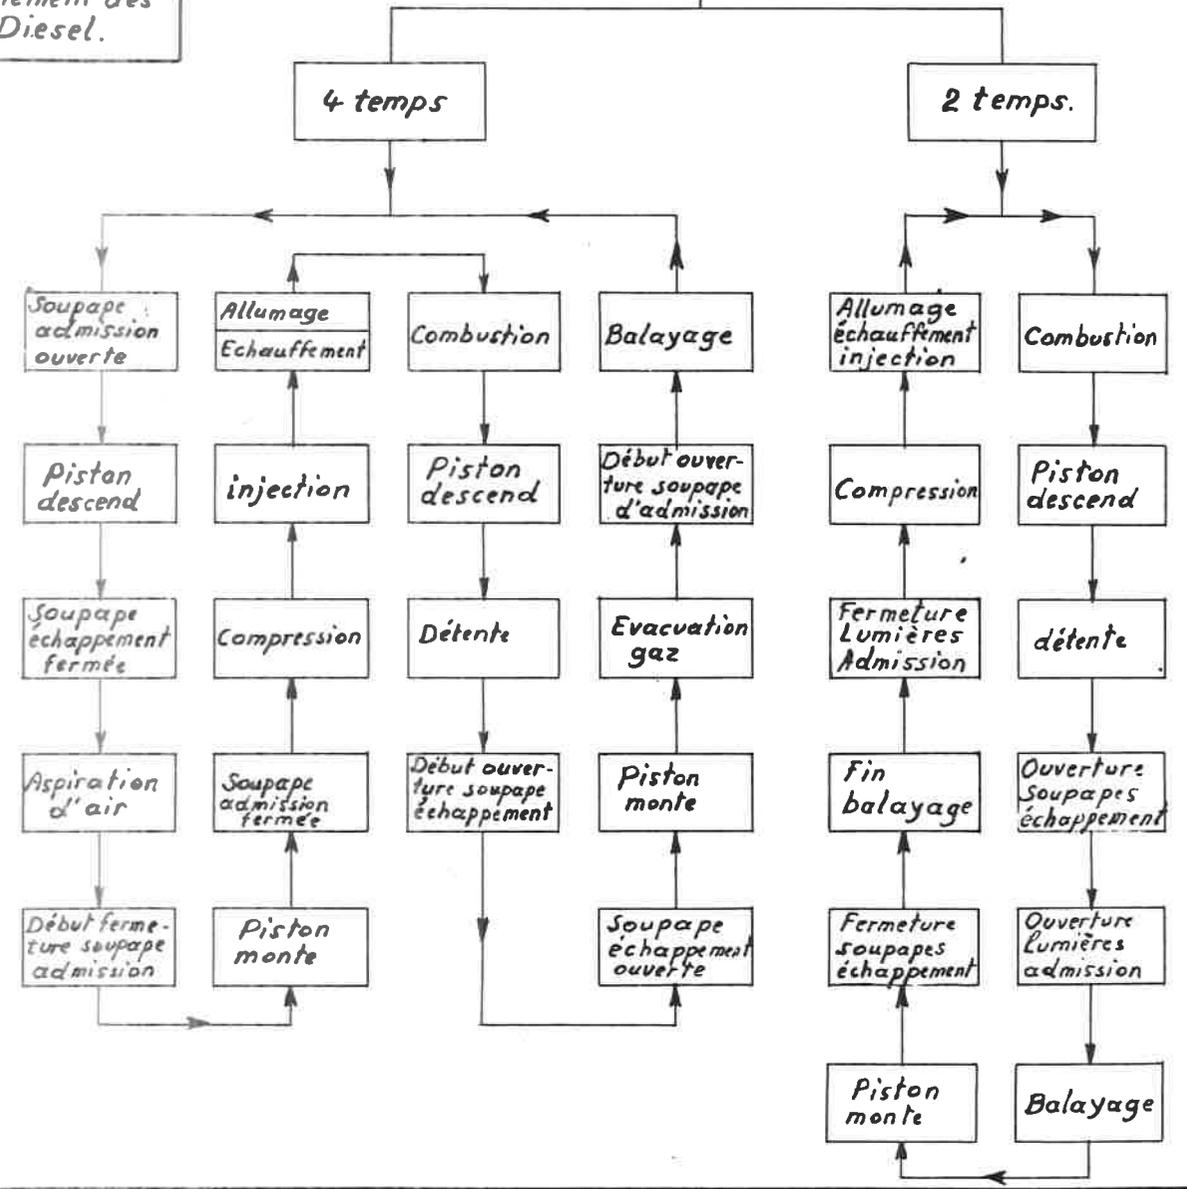 Diesel.
4 temps
2 temps.
Soupape
admission
ouverte
Piston
descend
Soupape
échappement
fermée
Aspiration
d'air
Début ferme-
ture soupape
admission
Piston
monte
Soupape
admission
fermée
Compression
injection
Allumage
Echauffement
Combustion
Piston
descend
Détente
Début ouver-
ture soupape
échappement
Soupape
échappement
ouverte
Piston
monte
Evacuation
gaz
Début ouver-
ture soupape
d'admission
Balayage
Combustion
Piston
descend
détente
Ouverture
Soupapes
échappement
Ouverture
lumières
admission
Balayage
Piston
monte
Fermeture
soupapes
échappement
Fin
balayage
Fermeture
Lumières
Admission
Compression
Allumage
échauffement
injection